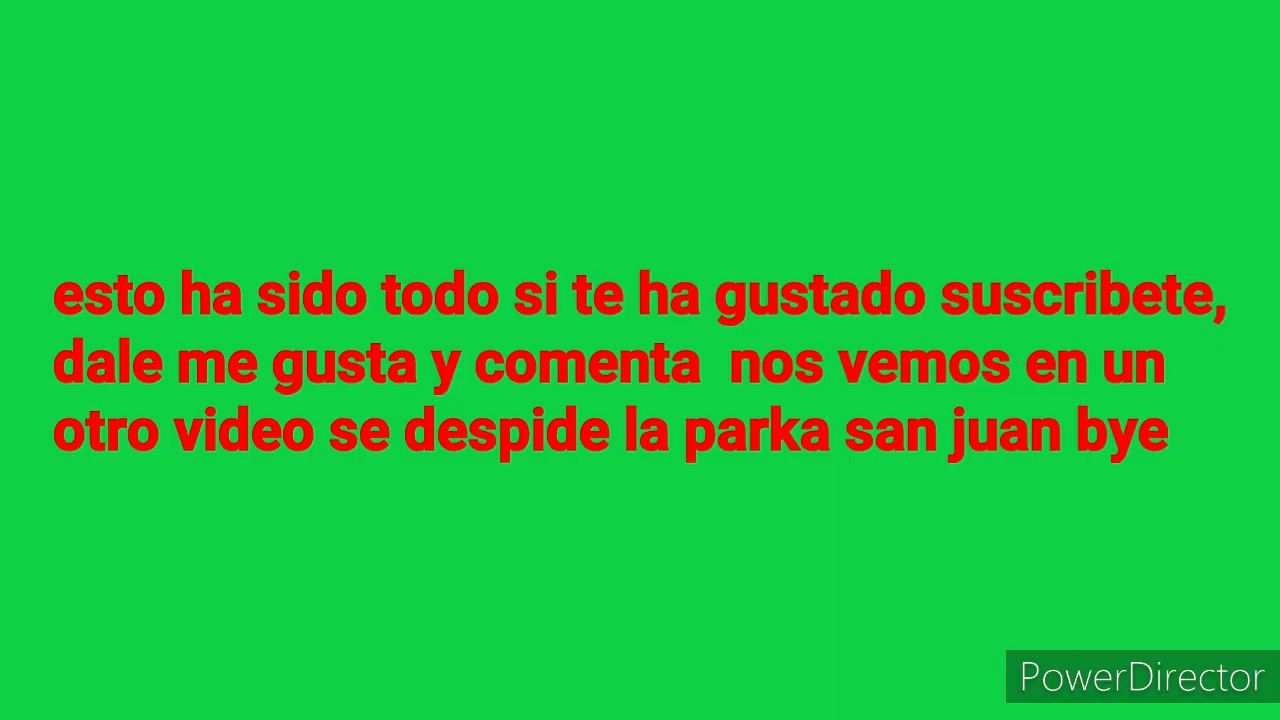 esto ha sido todo si te ha gustado suscribete,
dale me gusta y comenta  nos vemos en un
otro video se despide la parka san juan bye
PowerDirector